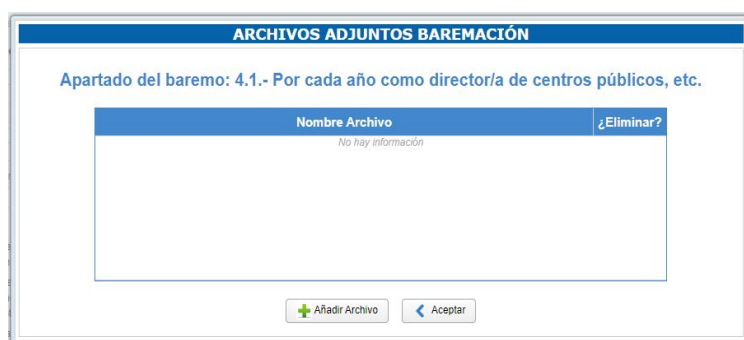 ARCHIVOS ADJUNTOS BAREMACIÓN
Apartado del baremo: 4.1.- Por cada año como director/a de centros públicos, etc.
Nombre Archivo ¿Eliminar?
No hay información
Añadir Archivo Aceptar